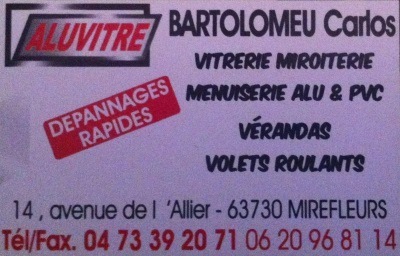 ALUVITRE
BARTOLOMEU Carlos
VITRERIE MIROITERIE
MENUISERIE ALU & PVC
DEPANNAGES
RAPIDES
VÉRANDAS
VOLETS ROULANTS
14 , avenue de l 'Allier - 63730 MIREFLEURS
Tél/Fax. 04 73 39 20 71 06 20 96 81 14